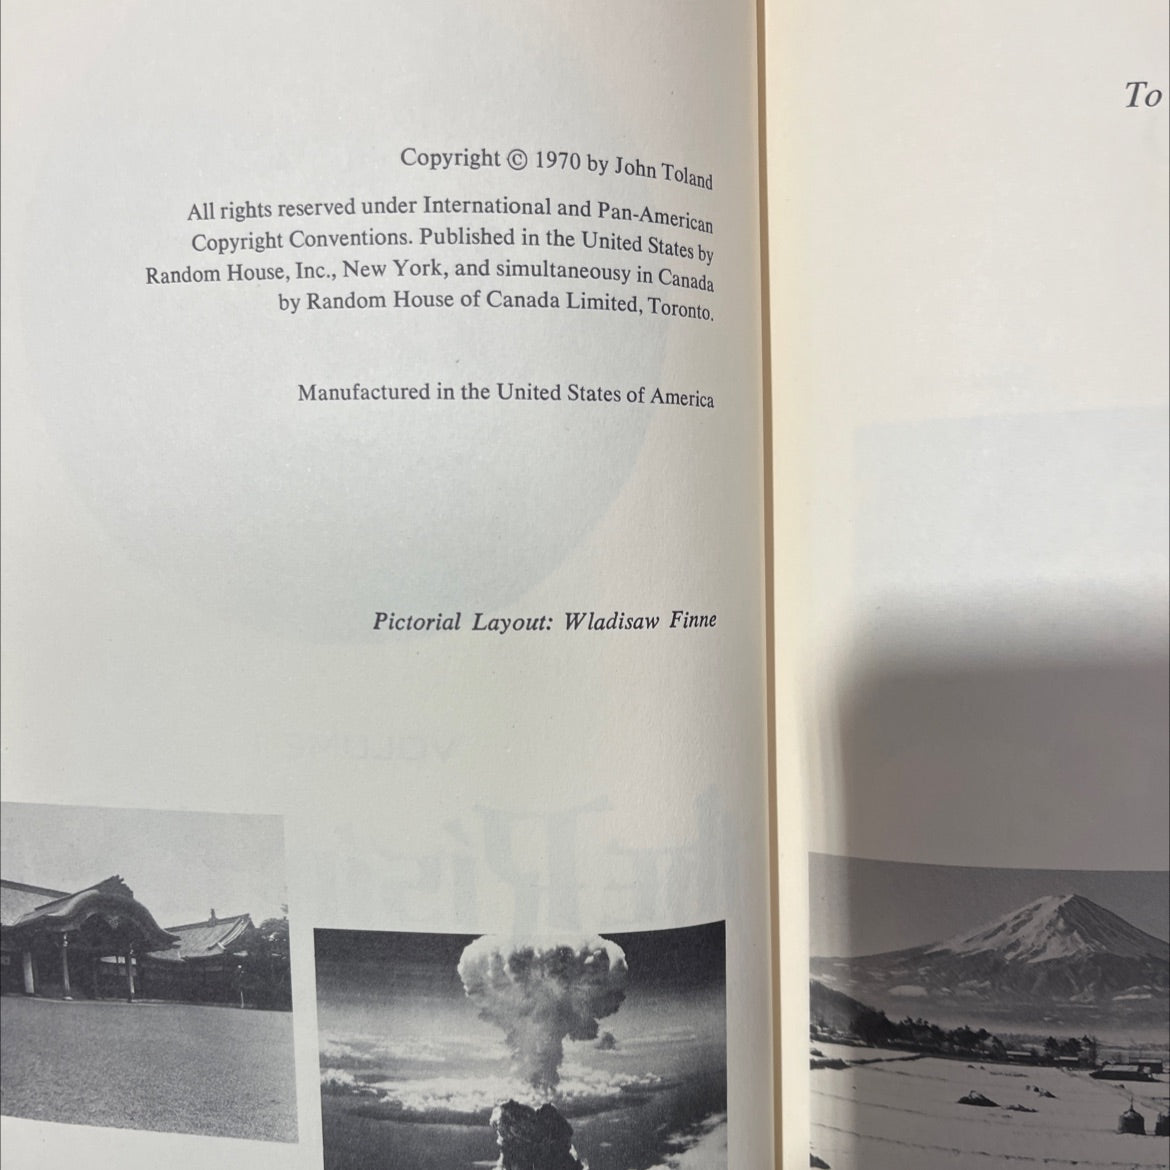 Copyright © 1970 by John Toland
All rights reserved under International and Pan-American
Copyright Conventions. Published in the United States by
Random House, Inc., New York, and simultaneousy in Canada
by Random House of Canada Limited, Toronto.
Manufactured in the United States of America
Pictorial Layout: Wladisaw Finne
To